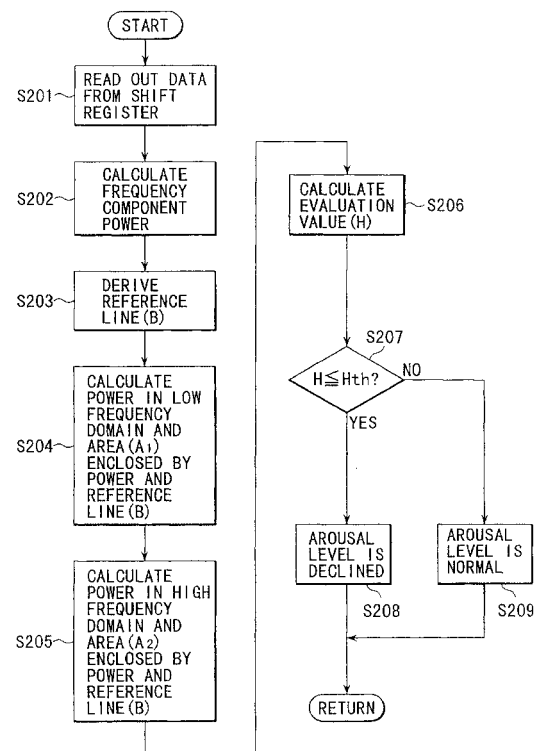 START
S201
READ OUT DATA
FROM SHIFT
REGISTER
S202
CALCULATE
FREQUENCY
COMPONENT
POWER
S203
DERIVE
REFERENCE
LINE(B)
S204
CALCULATE
POWER IN LOW
FREQUENCY
DOMAIN AND
AREA(A1)
ENCLOSED BY
POWER AND
REFERENCE
LINE(B)
S205
CALCULATE
POWER IN HIGH
FREQUENCY
DOMAIN AND
AREA(A2)
ENCLOSED BY
POWER AND
REFERENCE
LINE(B)
CALCULATE
EVALUATION
VALUE(H)
S206
S207
H≦Hth?
NO
YES
AROUSAL
LEVEL IS
DECLINED
S208
AROUSAL
LEVEL IS
NORMAL
S209
RETURN